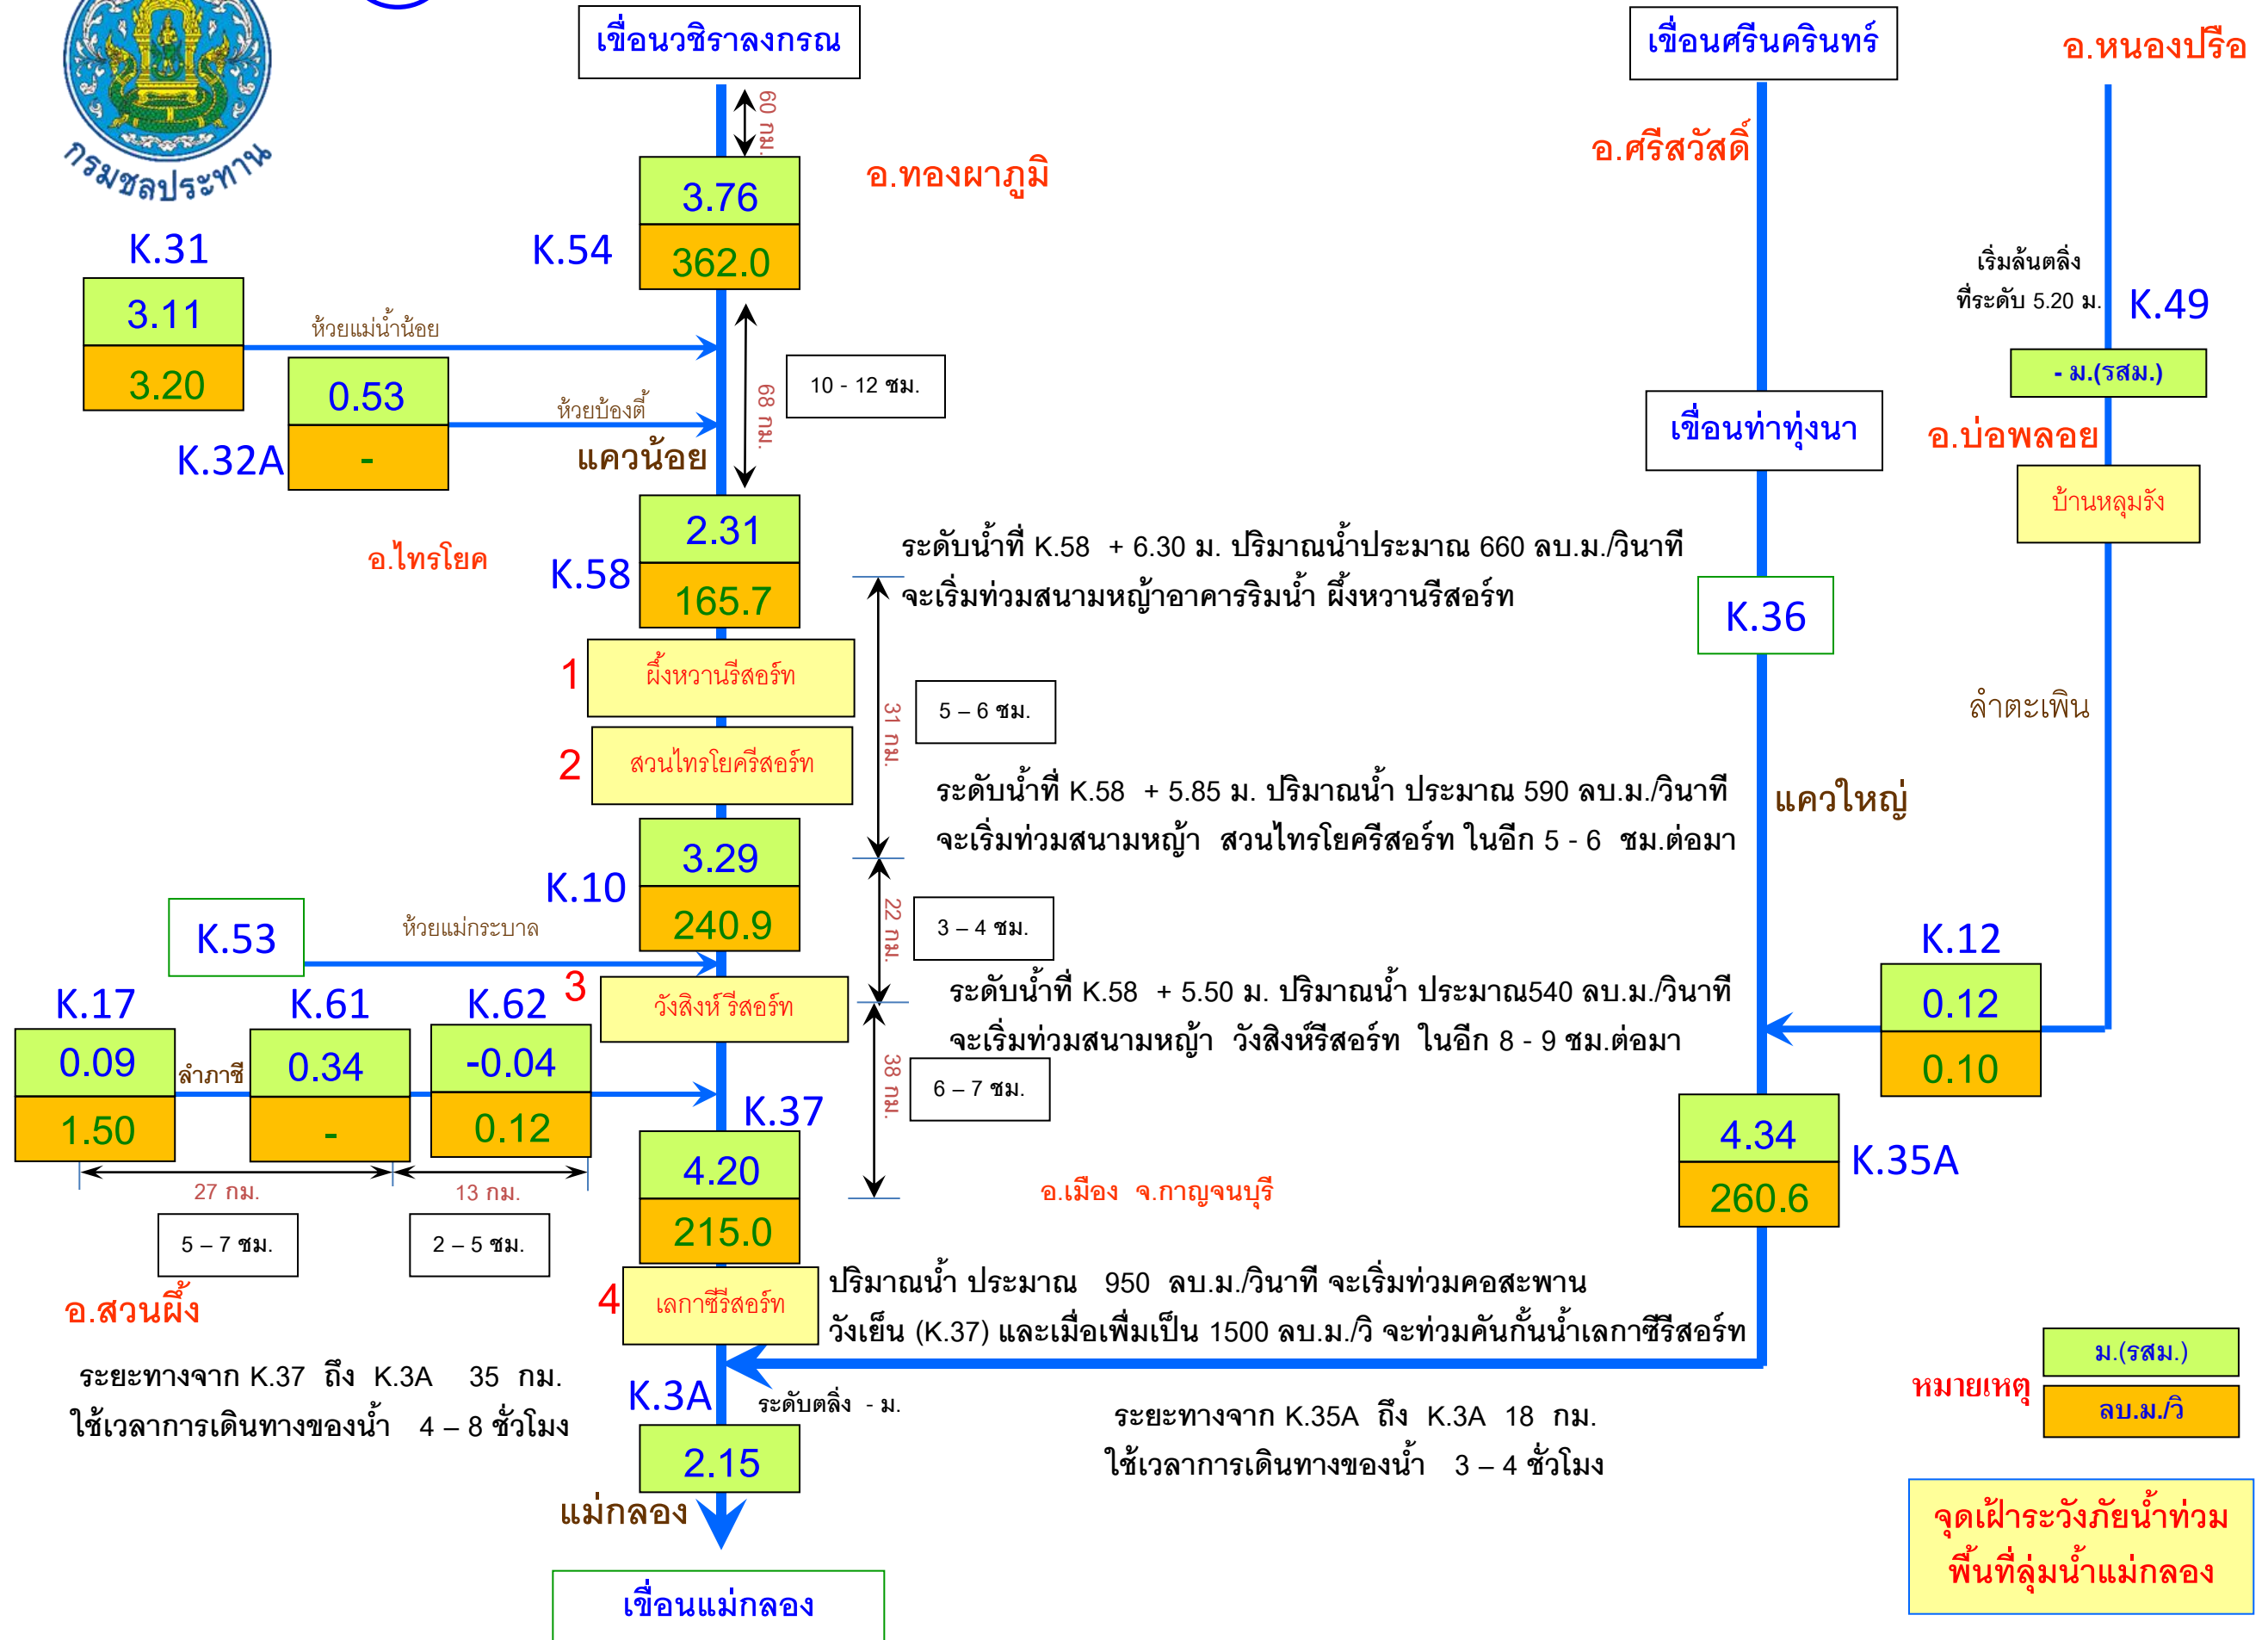 กรมชลประทาน
เขื่อนวชิราลงกรณ
เขื่อนศรีนครินทร์
อ.หนองปรือ
60 กม.
อ.ศรีสวัสดิ์
อ.ทองผาภูมิ
K.54
3.76
362.0
K.31
3.11
3.20
ห้วยแม่น้ำน้อย
K.32A
0.53
-
ห้วยบ้องตี้
แควน้อย
68 กม.
10 - 12 ชม.
เริ่มล้นตลิ่ง
ที่ระดับ 5.20 ม.
K.49
- ม.(รสม.)
เขื่อนท่าทุ่งนา
อ.บ่อพลอย
บ้านหลุมรัง
อ.ไทรโยค
K.58
2.31
165.7
ระดับน้ำที่ K.58 + 6.30 ม. ปริมาณน้ำประมาณ 660 ลบ.ม./วินาที
จะเริ่มท่วมสนามหญ้าอาคารริมน้ำ ผึ้งหวานรีสอร์ท
K.36
1
ผึ้งหวานรีสอร์ท
31 กม.
5 – 6 ชม.
ลำตะเพิน
2
สวนไทรโยครีสอร์ท
ระดับน้ำที่ K.58 + 5.85 ม. ปริมาณน้ำ ประมาณ 590 ลบ.ม./วินาที
จะเริ่มท่วมสนามหญ้า สวนไทรโยครีสอร์ท ในอีก 5 - 6 ชม.ต่อมา
แควใหญ่
K.10
3.29
240.9
22 กม.
3 – 4 ชม.
K.53
ห้วยแม่กระบาล
K.12
0.12
0.10
3
วังสิงห์ รีสอร์ท
ระดับน้ำที่ K.58 + 5.50 ม. ปริมาณน้ำ ประมาณ540 ลบ.ม./วินาที
จะเริ่มท่วมสนามหญ้า วังสิงห์รีสอร์ท ในอีก 8 - 9 ชม.ต่อมา
K.17
0.09
1.50
ลำภาชี
K.61
0.34
-
K.62
-0.04
0.12
38 กม.
6 – 7 ชม.
K.37
4.20
215.0
4.34
260.6
K.35A
27 กม.
13 กม.
5 – 7 ชม.
2 – 5 ชม.
อ.เมือง จ.กาญจนบุรี
อ.สวนผึ้ง
4
เลกาซีรีสอร์ท
ปริมาณน้ำ ประมาณ 950 ลบ.ม./วินาที จะเริ่มท่วมคอสะพาน
วังเย็น (K.37) และเมื่อเพิ่มเป็น 1500 ลบ.ม./วิ จะท่วมคันกั้นน้ำเลกาซีรีสอร์ท
ระยะทางจาก K.37 ถึง K.3A 35 กม.
ใช้เวลาการเดินทางของน้ำ 4 – 8 ชั่วโมง
K.3A
ระดับตลิ่ง - ม.
2.15
ระยะทางจาก K.35A ถึง K.3A 18 กม.
ใช้เวลาการเดินทางของน้ำ 3 – 4 ชั่วโมง
หมายเหตุ
ม.(รสม.)
ลบ.ม./วิ
แม่กลอง
เขื่อนแม่กลอง
จุดเฝ้าระวังภัยน้ำท่วม
พื้นที่ลุ่มน้ำแม่กลอง